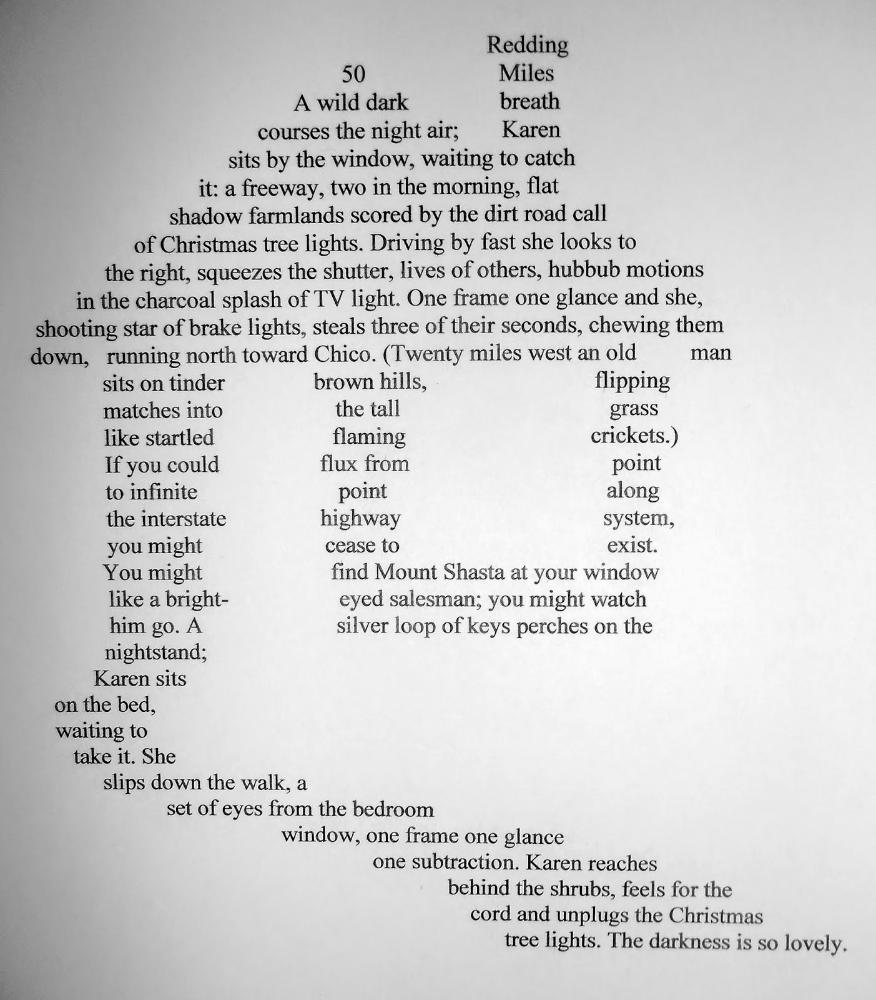 Redding
50 Miles
A wild dark breath
courses the night air; Karen
sits by the window, waiting to catch
it: a freeway, two in the morning, flat
shadow farmlands scored by the dirt road call
of Christmas tree lights. Driving by fast she looks to
the right, squeezes the shutter, lives of others, hubbub motions
in the charcoal splash of TV light. One frame one glance and she,
shooting star of brake lights, steals three of their seconds, chewing them
down, running north toward Chico. (Twenty miles west an old man
sits on tinder brown hills, flipping
matches into the tall grass
like startled flaming crickets.)
If you could flux from point
to infinite point along
the interstate highway system,
you might cease to exist.
You might find Mount Shasta at your window
like a bright- eyed salesman; you might watch
him go. A silver loop of keys perches on the
nightstand;
Karen sits
on the bed,
waiting to
take it. She
slips down the walk, a
set of eyes from the bedroom
window, one frame one glance
one subtraction. Karen reaches
behind the shrubs, feels for the
cord and unplugs the Christmas
tree lights. The darkness is so lovely.